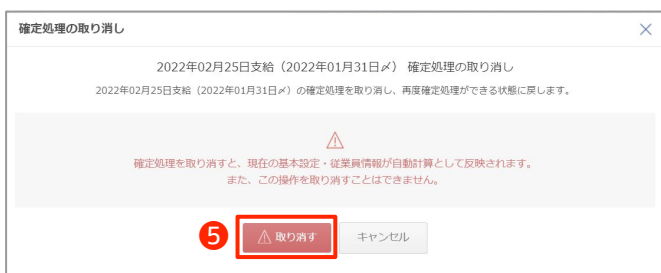 確定処理の取り消し
2022年02月25日支給（2022年01月31日〆） 確定処理の取り消し
2022年02月25日支給（2022年01月31日〆）の確定処理を取り消し、再度確定処理ができる状態に戻します。
確定処理を取り消すと、現在の基本設定・従業員情報が自動計算として反映されます。
また、この操作を取り消すことはできません。
5 取り消す キャンセル